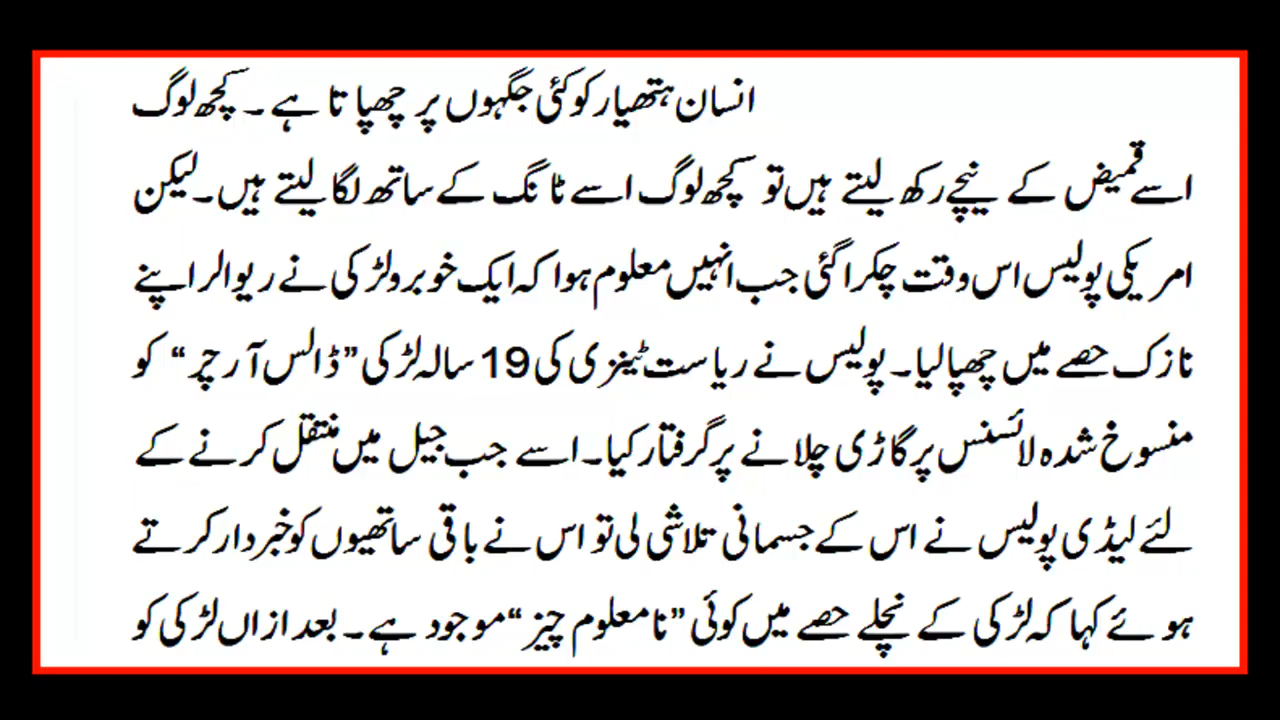 انسان ہتھیار کو کئی جگہوں پر چھپاتا ہے۔ کچھ لوگ
اسے قمیض کے نیچے رکھ لیتے ہیں تو کچھ لوگ اسے ٹانگ کے ساتھ لگا لیتے ہیں۔ لیکن
امریکی پولیس اس وقت چکرا گئی جب انہیں معلوم ہوا کہ ایک خوبرو لڑکی نے ریوالر اپنے
نازک حصے میں چھپا لیا۔ پولیس نے ریاست ٹینزی کی 19 سالہ لڑکی ”ڈالس آرچر“ کو
منسوخ شدہ لائسنس پر گاڑی چلانے پر گرفتار کیا۔ اسے جب جیل میں منتقل کرنے کے
لئے لیڈی پولیس نے اس کے جسمانی تلاشی لی تو اس نے باقی ساتھیوں کو خبردار کرتے
ہوئے کہا کہ لڑکی کے نچلے حصے میں کوئی ”نامعلوم چیز“ موجود ہے۔ بعد ازاں لڑکی کو